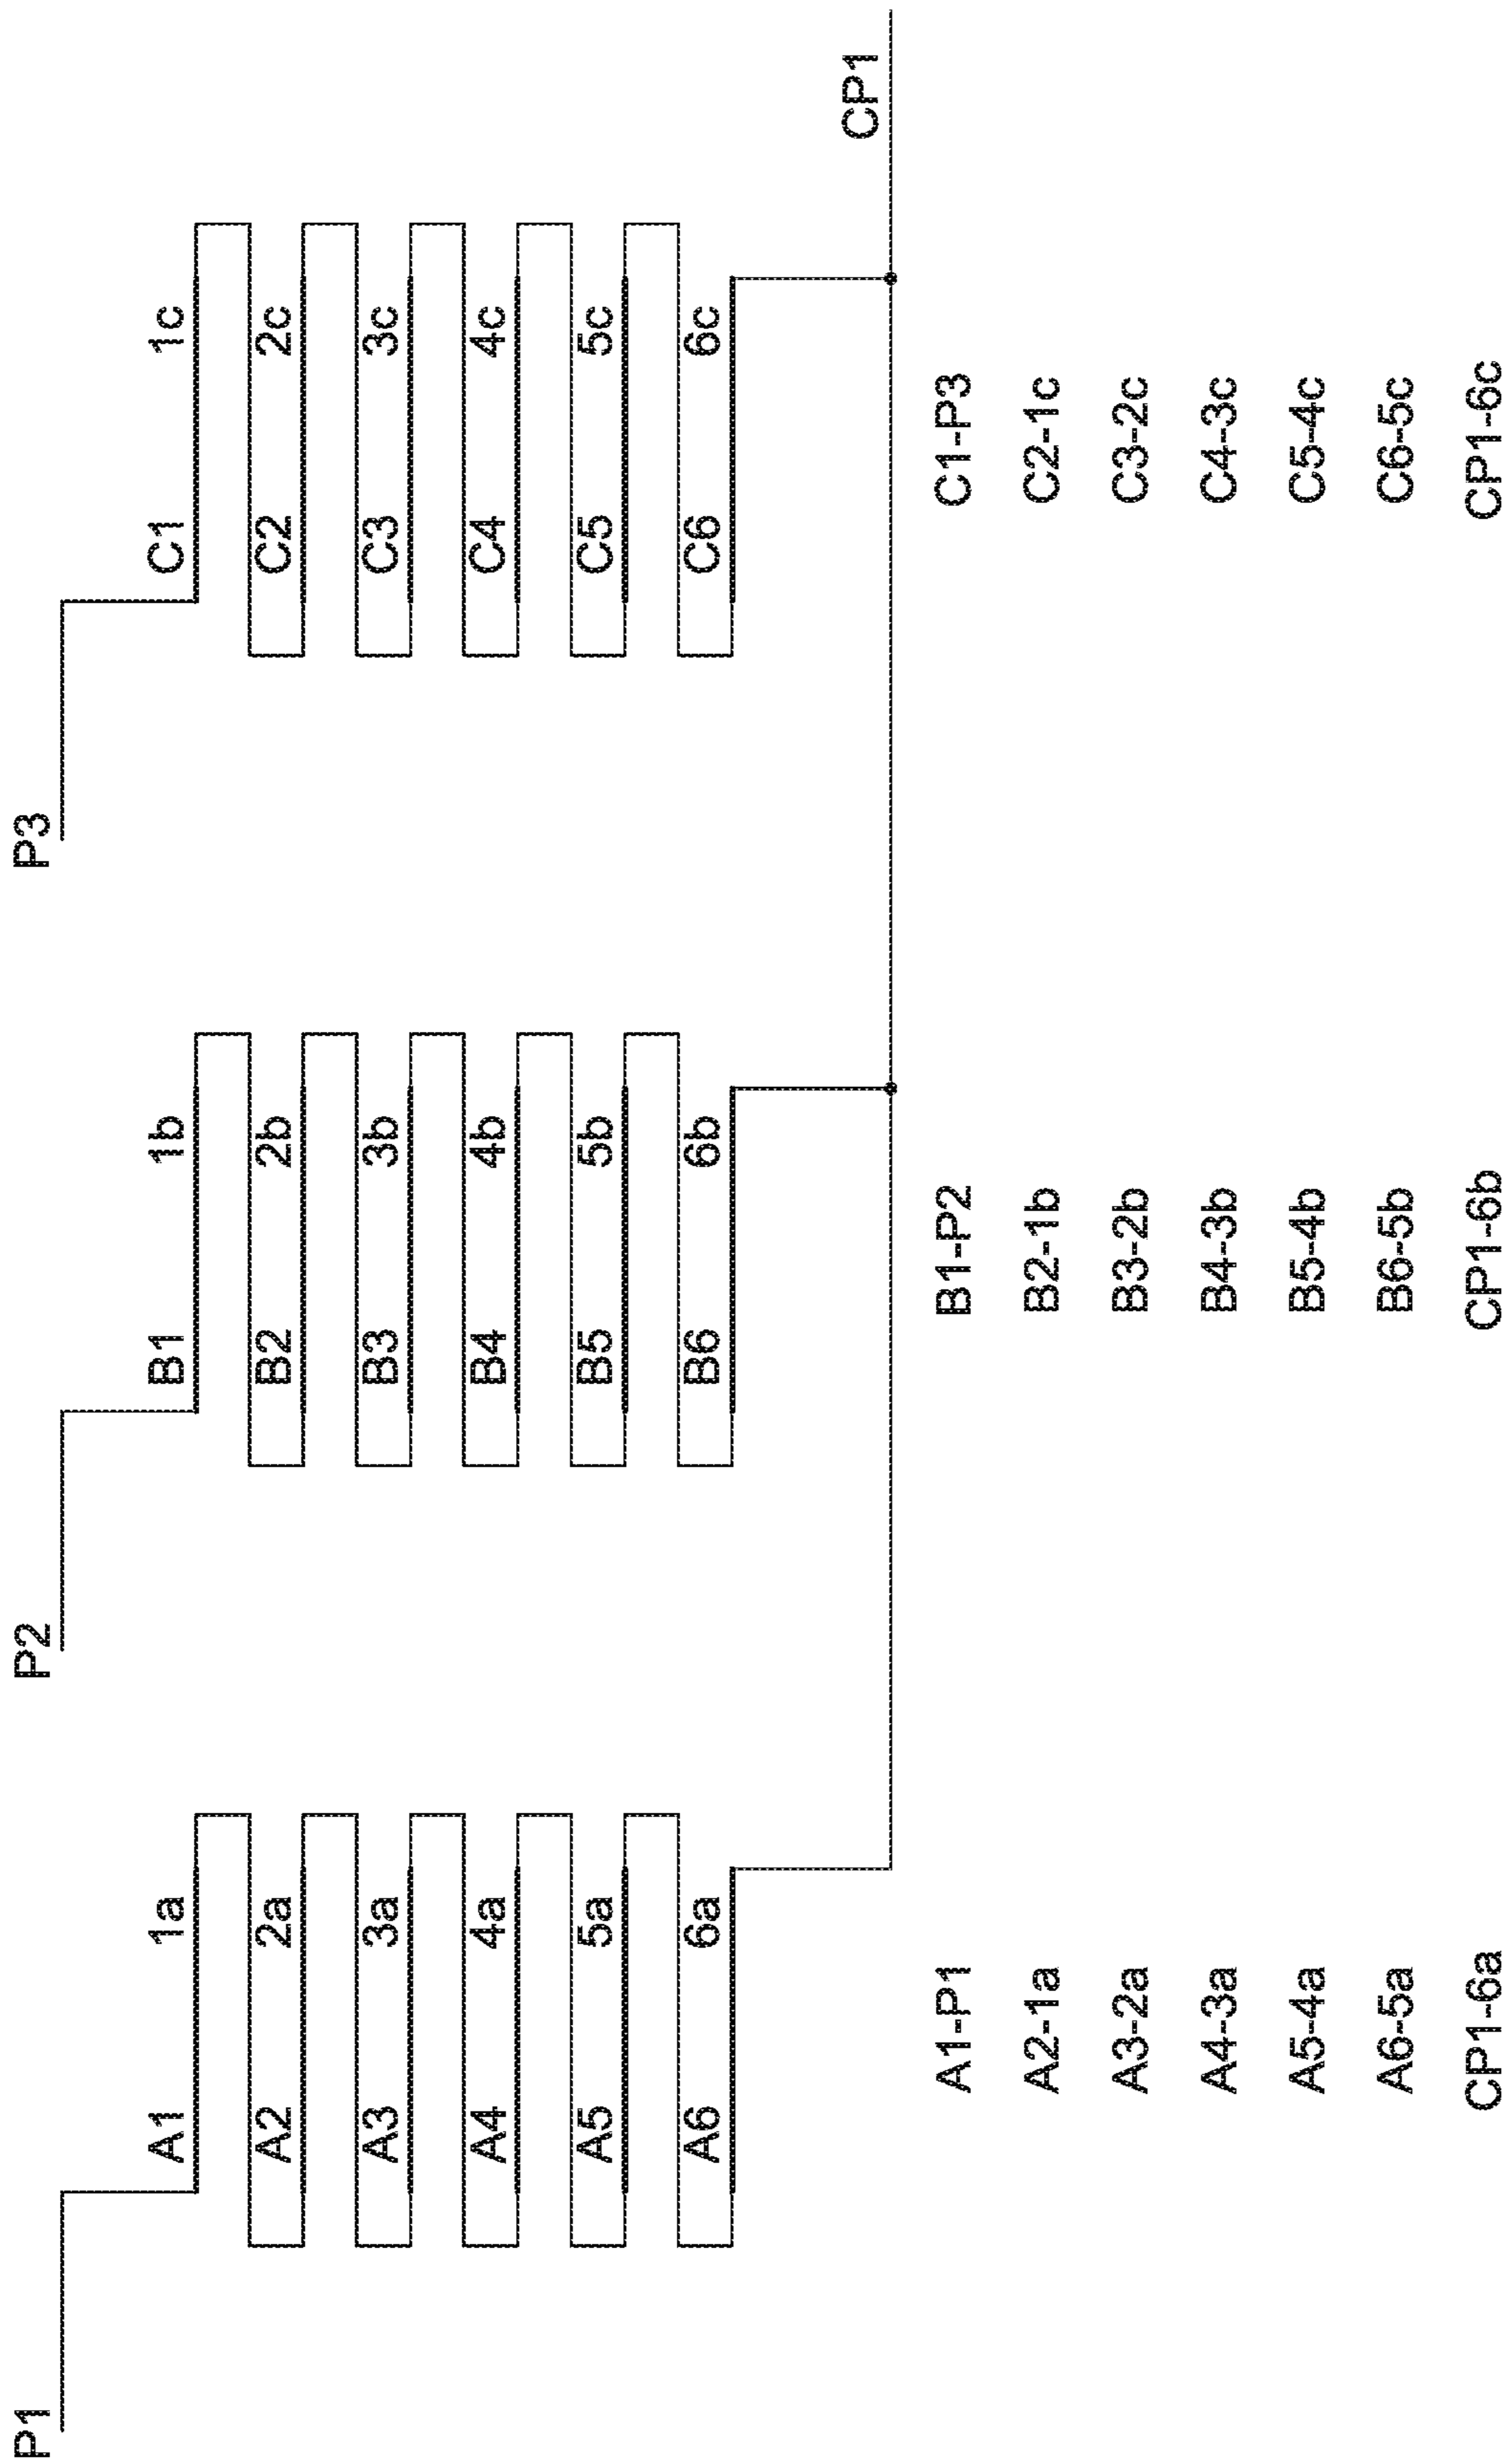 P1 P2 P3
A1 1a B1 1b C1 1c
A2 2a B2 2b C2 2c
A3 3a B3 3b C3 3c
A4 4a B4 4b C4 4c
A5 5a B5 5b C5 5c
A6 6a B6 6b C6 6c
CP1
A1-P1 B1-P2 C1-P3
A2-1a B2-1b C2-1c
A3-2a B3-2b C3-2c
A4-3a B4-3b C4-3c
A5-4a B5-4b C5-4c
A6-5a B6-5b C6-5c
CP1-6a CP1-6b CP1-6c